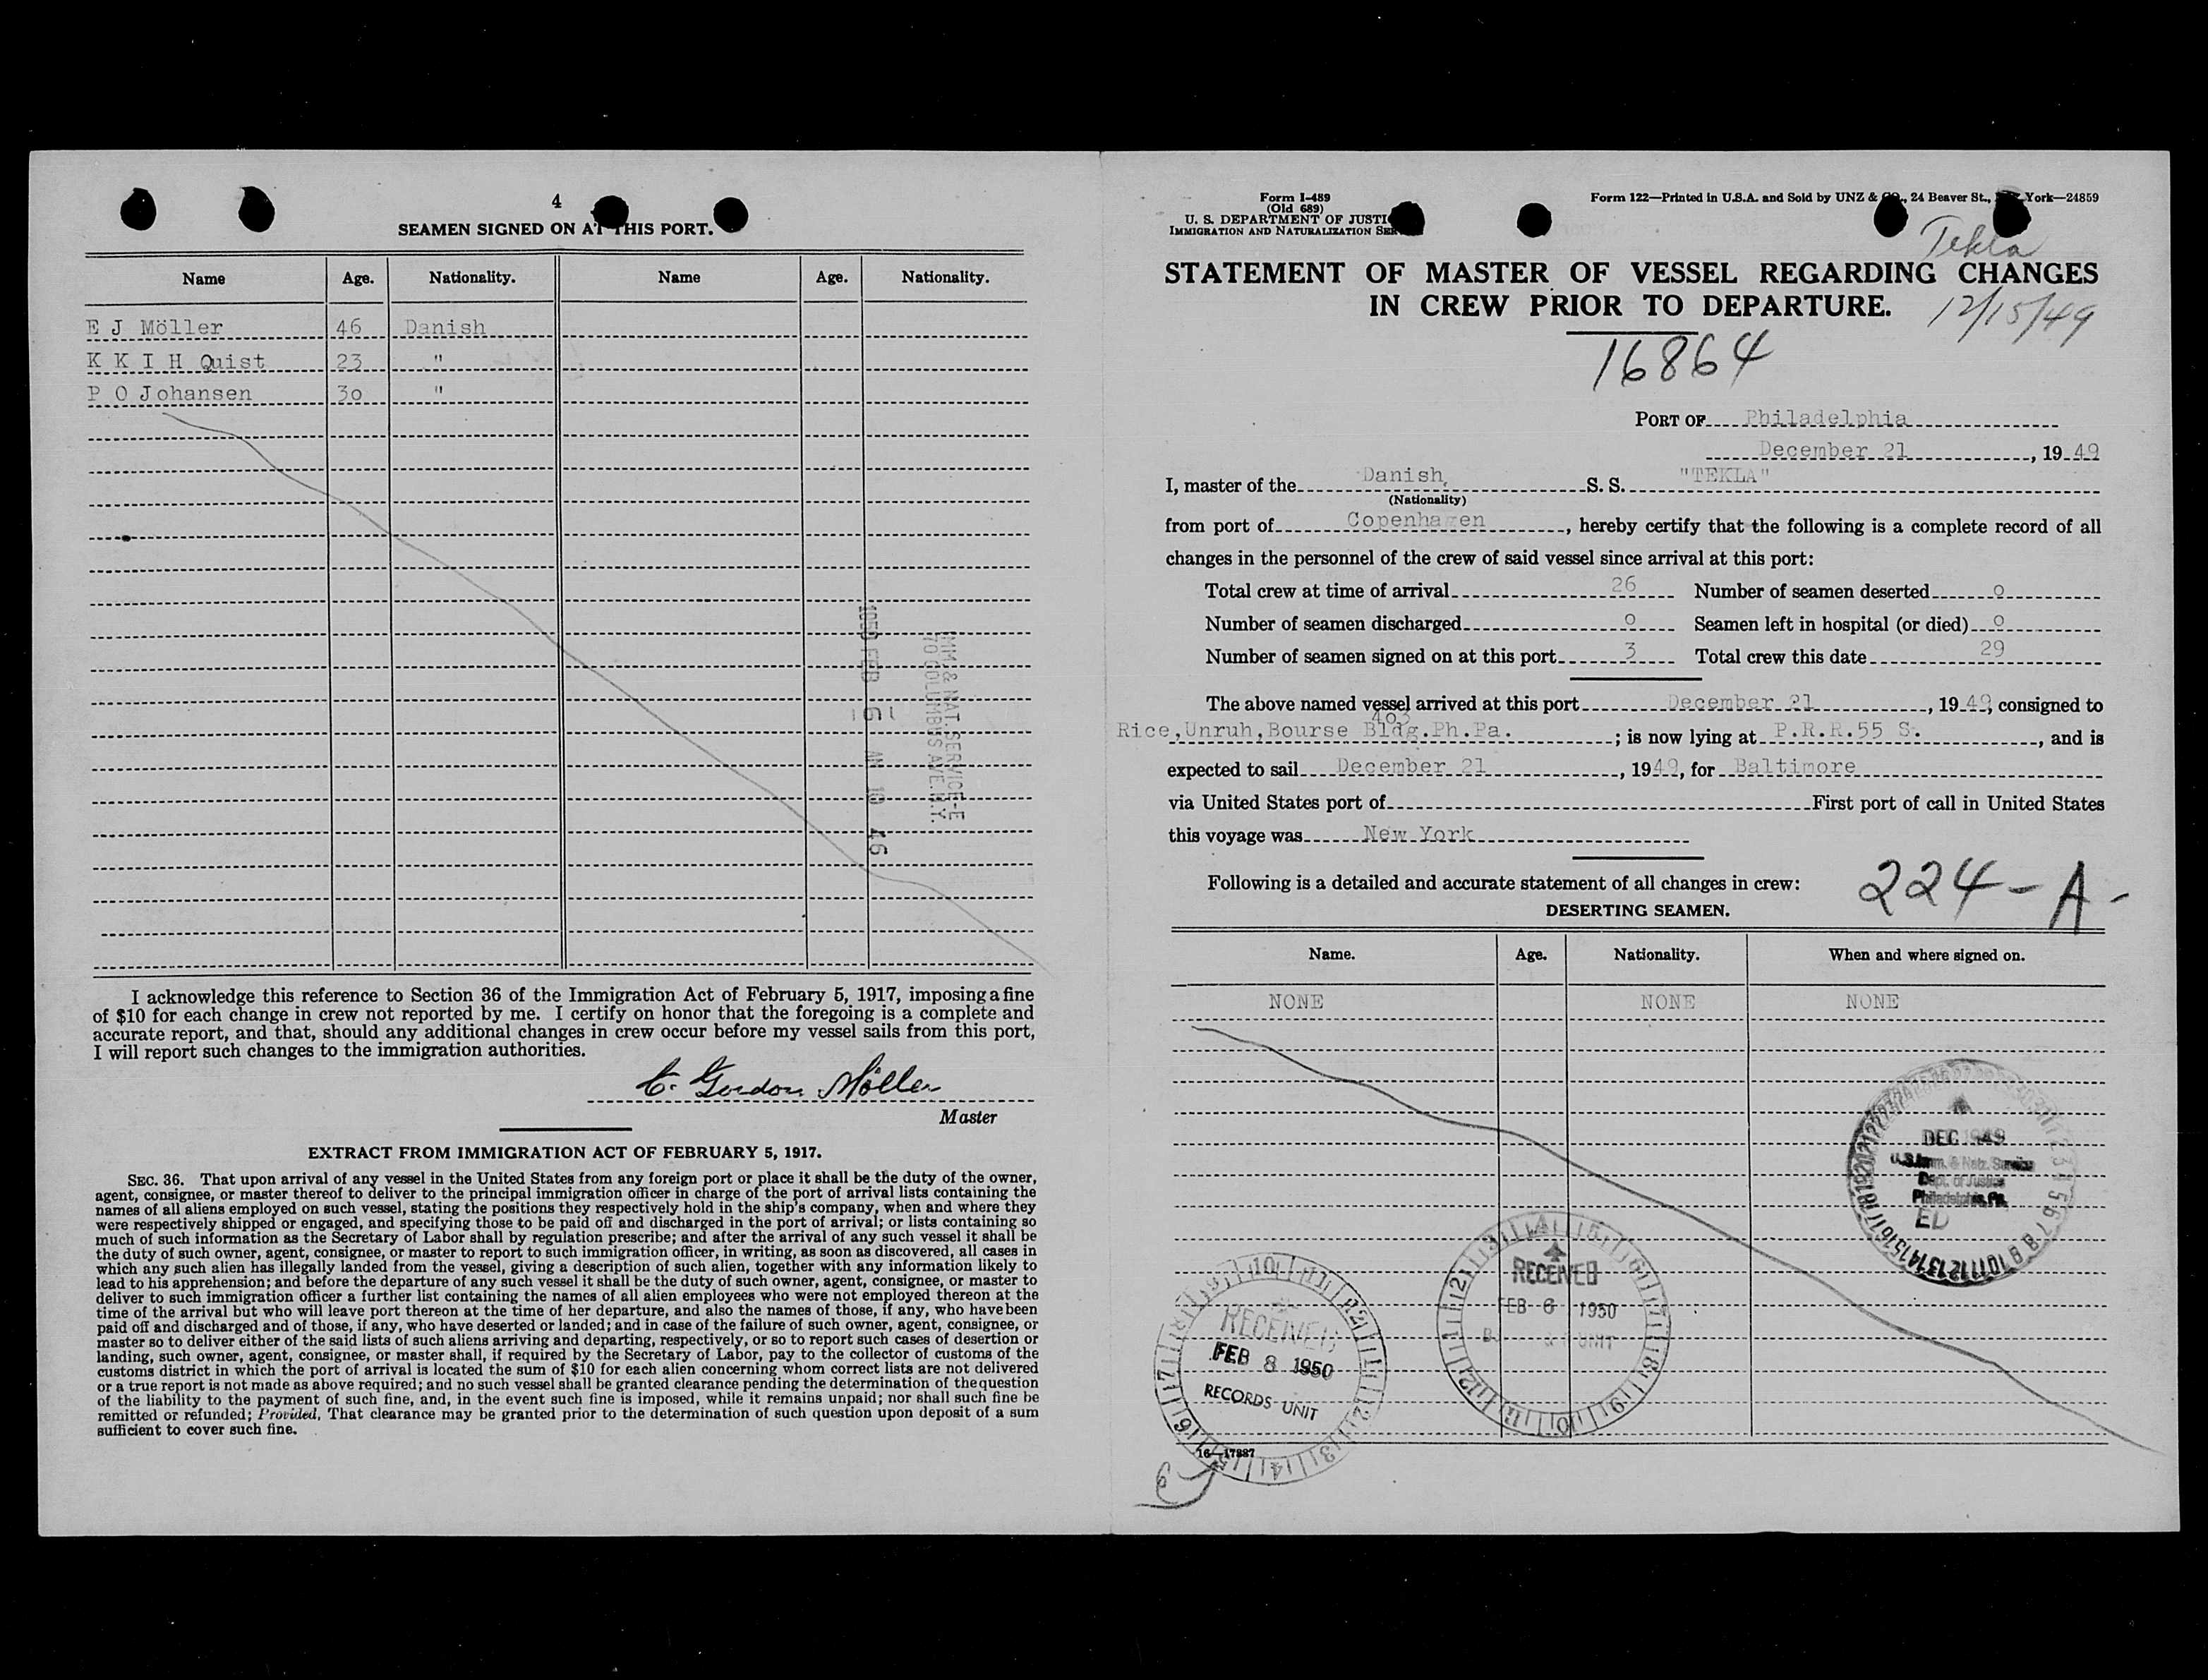 4
SEAMEN SIGNED ON AT THIS PORT.
Name Age. Nationality. Name Age. Nationality.
E J Möller 46 Danish
K K I H Quist 23 "
P O Johansen 30 "
1950 FEB 6 AM 10 46
IMM & NAT. SERVICE-E
70 COLUMBUS AVE. N.Y.
I acknowledge this reference to Section 36 of the Immigration Act of February 5, 1917, imposing a fine
of $10 for each change in crew not reported by me. I certify on honor that the foregoing is a complete and
accurate report, and that, should any additional changes in crew occur before my vessel sails from this port,
I will report such changes to the immigration authorities.
Gordon Möller
Master
EXTRACT FROM IMMIGRATION ACT OF FEBRUARY 5, 1917.
SEC. 36. That upon arrival of any vessel in the United States from any foreign port or place it shall be the duty of the owner,
agent, consignee, or master thereof to deliver to the principal immigration officer in charge of the port of arrival lists containing the
names of all aliens employed on such vessel, stating the positions they respectively hold in the ship's company, when and where they
were respectively shipped or engaged, and specifying those to be paid off and discharged in the port of arrival; or lists containing so
much of such information as the Secretary of Labor shall by regulation prescribe; and after the arrival of any such vessel it shall be
the duty of such owner, agent, consignee, or master to report to such immigration officer, in writing, as soon as discovered, all cases in
which any such alien has illegally landed from the vessel, giving a description of such alien, together with any information likely to
lead to his apprehension; and before the departure of any such vessel it shall be the duty of such owner, agent, consignee, or master to
deliver to such immigration officer a further list containing the names of all alien employees who were not employed thereon at the
time of the arrival but who will leave port thereon at the time of her departure, and also the names of those, if any, who have been
paid off and discharged and of those, if any, who have deserted or landed; and in case of the failure of such owner, agent, consignee, or
master so to deliver either of the said lists of such aliens arriving and departing, respectively, or so to report such cases of desertion or
landing, such owner, agent, consignee, or master shall, if required by the Secretary of Labor, pay to the collector of customs of the
customs district in which the port of arrival is located the sum of $10 for each alien concerning whom correct lists are not delivered
or a true report is not made as above required; and no such vessel shall be granted clearance pending the determination of the question
of the liability to the payment of such fine, and, in the event such fine is imposed, while it remains unpaid; nor shall such fine be
remitted or refunded; Provided, That clearance may be granted prior to the determination of such question upon deposit of a sum
sufficient to cover such fine.
Form I-489
(Old 689)
U. S. DEPARTMENT OF JUSTI
IMMIGRATION AND NATURALIZATION SER
Form 122—Printed in U.S.A. and Sold by UNZ & CO., 24 Beaver St., York—24859
Tekla
STATEMENT OF MASTER OF VESSEL REGARDING CHANGES
IN CREW PRIOR TO DEPARTURE.
12/15/49
16864
PORT OF Philadelphia
December 21, 1949
I, master of the Danish S. S. "TEKLA"
(Nationality)
from port of Copenhagen, hereby certify that the following is a complete record of all
changes in the personnel of the crew of said vessel since arrival at this port:
Total crew at time of arrival 26 Number of seamen deserted 0
Number of seamen discharged 0 Seamen left in hospital (or died) 0
Number of seamen signed on at this port 3 Total crew this date 29
The above named vessel arrived at this port December 21, 1949, consigned to
403
Rice,Unruh,Bourse Bldg.Ph.Pa.; is now lying at P.R.R.55 S., and is
expected to sail December 21, 1949, for Baltimore
via United States port of First port of call in United States
this voyage was New York
Following is a detailed and accurate statement of all changes in crew:
224-A-
DESERTING SEAMEN.
Name. Age. Nationality. When and where signed on.
NONE NONE NONE
DEC 1949
U.S. Imm. & Natz. Service
Dept. of Justice
Philadelphia, Pa.
ED
RECEIVED
FEB 6 1950
UNIT
RECEIVED
FEB 8 1950
RECORDS UNIT
16—17887